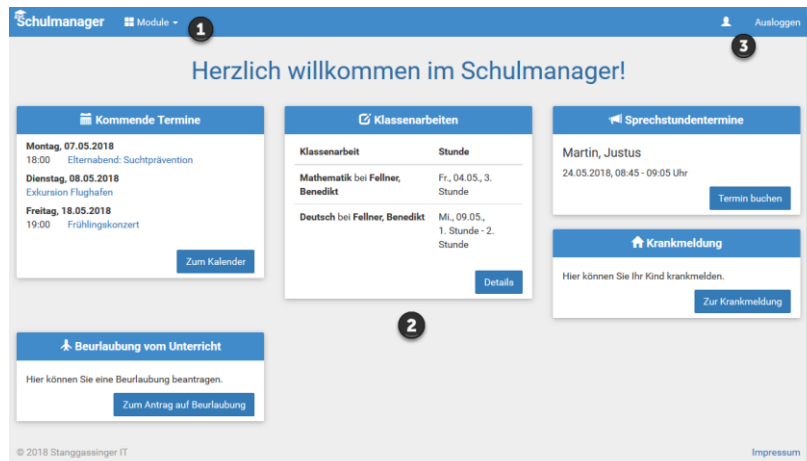 Schulmanager Module 1 Ausloggen
3
Herzlich willkommen im Schulmanager!
Kommende Termine
Montag, 07.05.2018
18:00 Elternabend: Suchtprävention
Dienstag, 08.05.2018
Exkursion Flughafen
Freitag, 18.05.2018
19:00 Frühlingskonzert
Zum Kalender
Klassenarbeiten
Klassenarbeit Stunde
Mathematik bei Fellner, Fr., 04.05., 3.
Benedikt Stunde
Deutsch bei Fellner, Benedikt Mi., 09.05.,
1. Stunde - 2.
Stunde
Details
2
Sprechstundentermine
Martin, Justus
24.05.2018, 08:45 - 09:05 Uhr
Termin buchen
Krankmeldung
Hier können Sie Ihr Kind krankmelden.
Zur Krankmeldung
Beurlaubung vom Unterricht
Hier können Sie eine Beurlaubung beantragen.
Zum Antrag auf Beurlaubung
© 2018 Stanggassinger IT Impressum